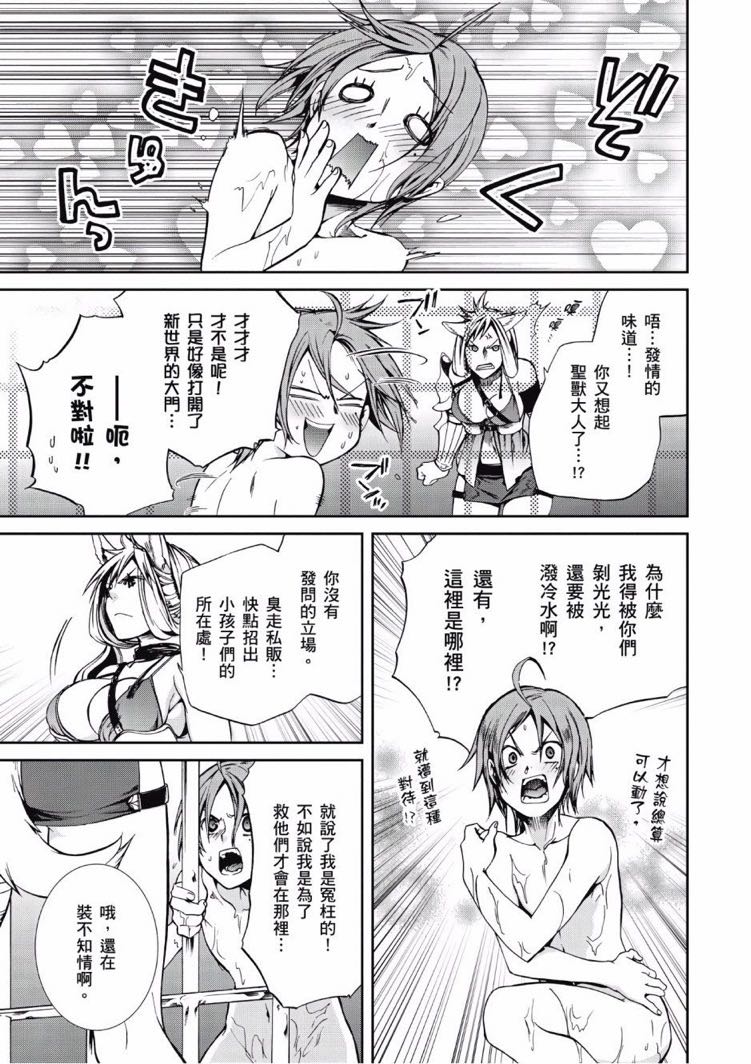 ぞくっ
きゅん
唔…發情的
味道…！
你又想起
聖獸大人了…!?
嗅
嗅
才才才
才不是呢！
只是好像打開了
新世界的大門…
——呃，
不對啦!!
為什麼
我得被你們
剝光光，
還要被
潑冷水啊!?
還有，
這裡是哪裡!?
才想說總算
可以動了。
就遭到這種
對待!?
你沒有
發問的立場。
臭走私販…
快點招出
小孩子們的
所在處！
就說了我是冤枉的！
不如說我是為了
救他們才會在那裡…
哦，還在
裝不知情啊。